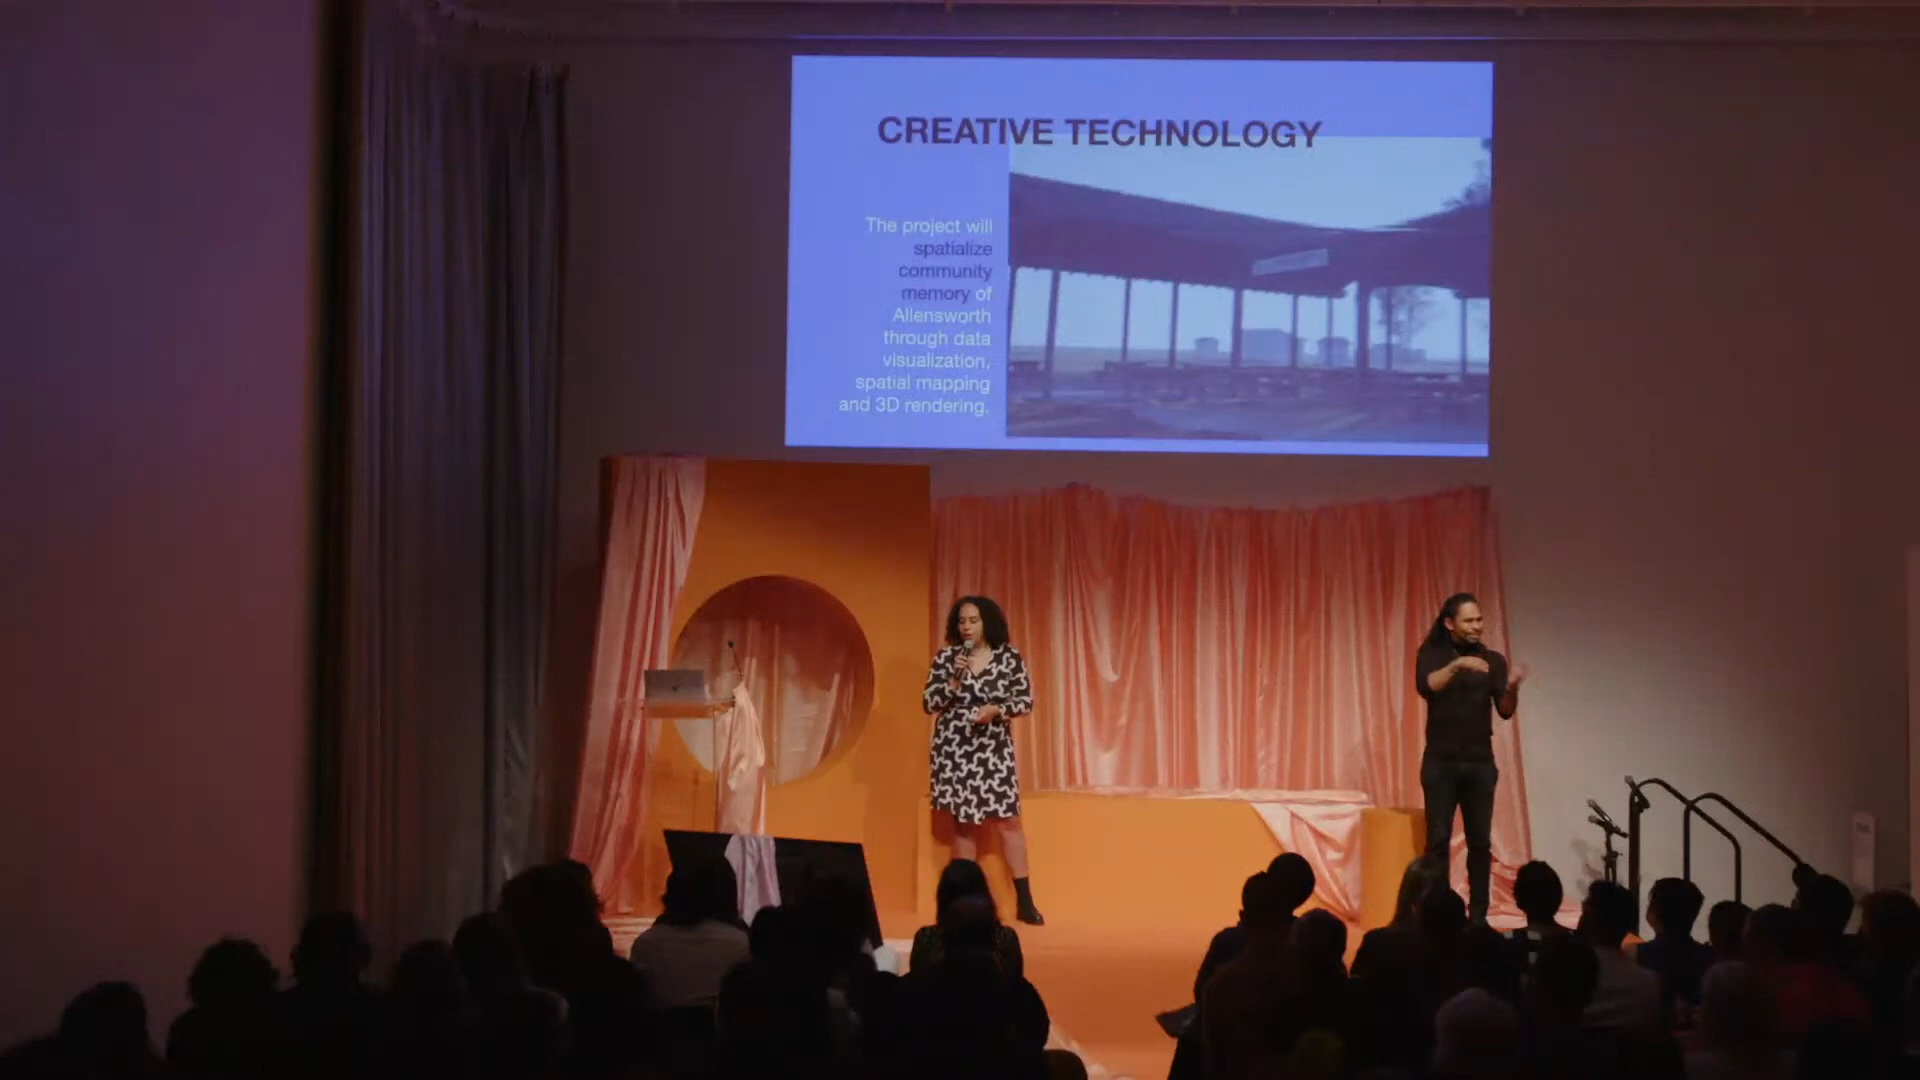 CREATIVE TECHNOLOGY
The project will
spatialize
community
memory of
Allensworth
through data
visualization,
spatial mapping
and 3D rendering.